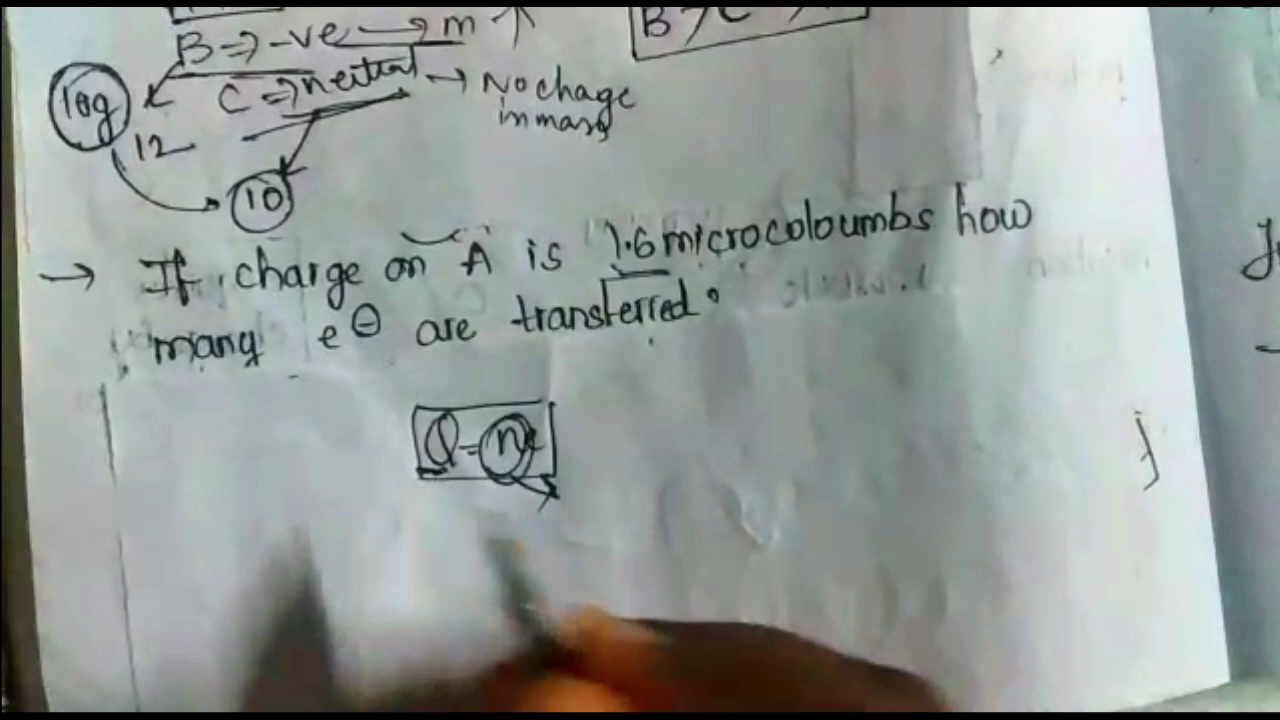 B ⇒ -ve → m ↑
B > C >
10g
C ⇒ neutral → No chage
in mass
12
10
→ If charge on A is 1.6 microcoloumbs how
many e⊖ are transferred.
Q = ne